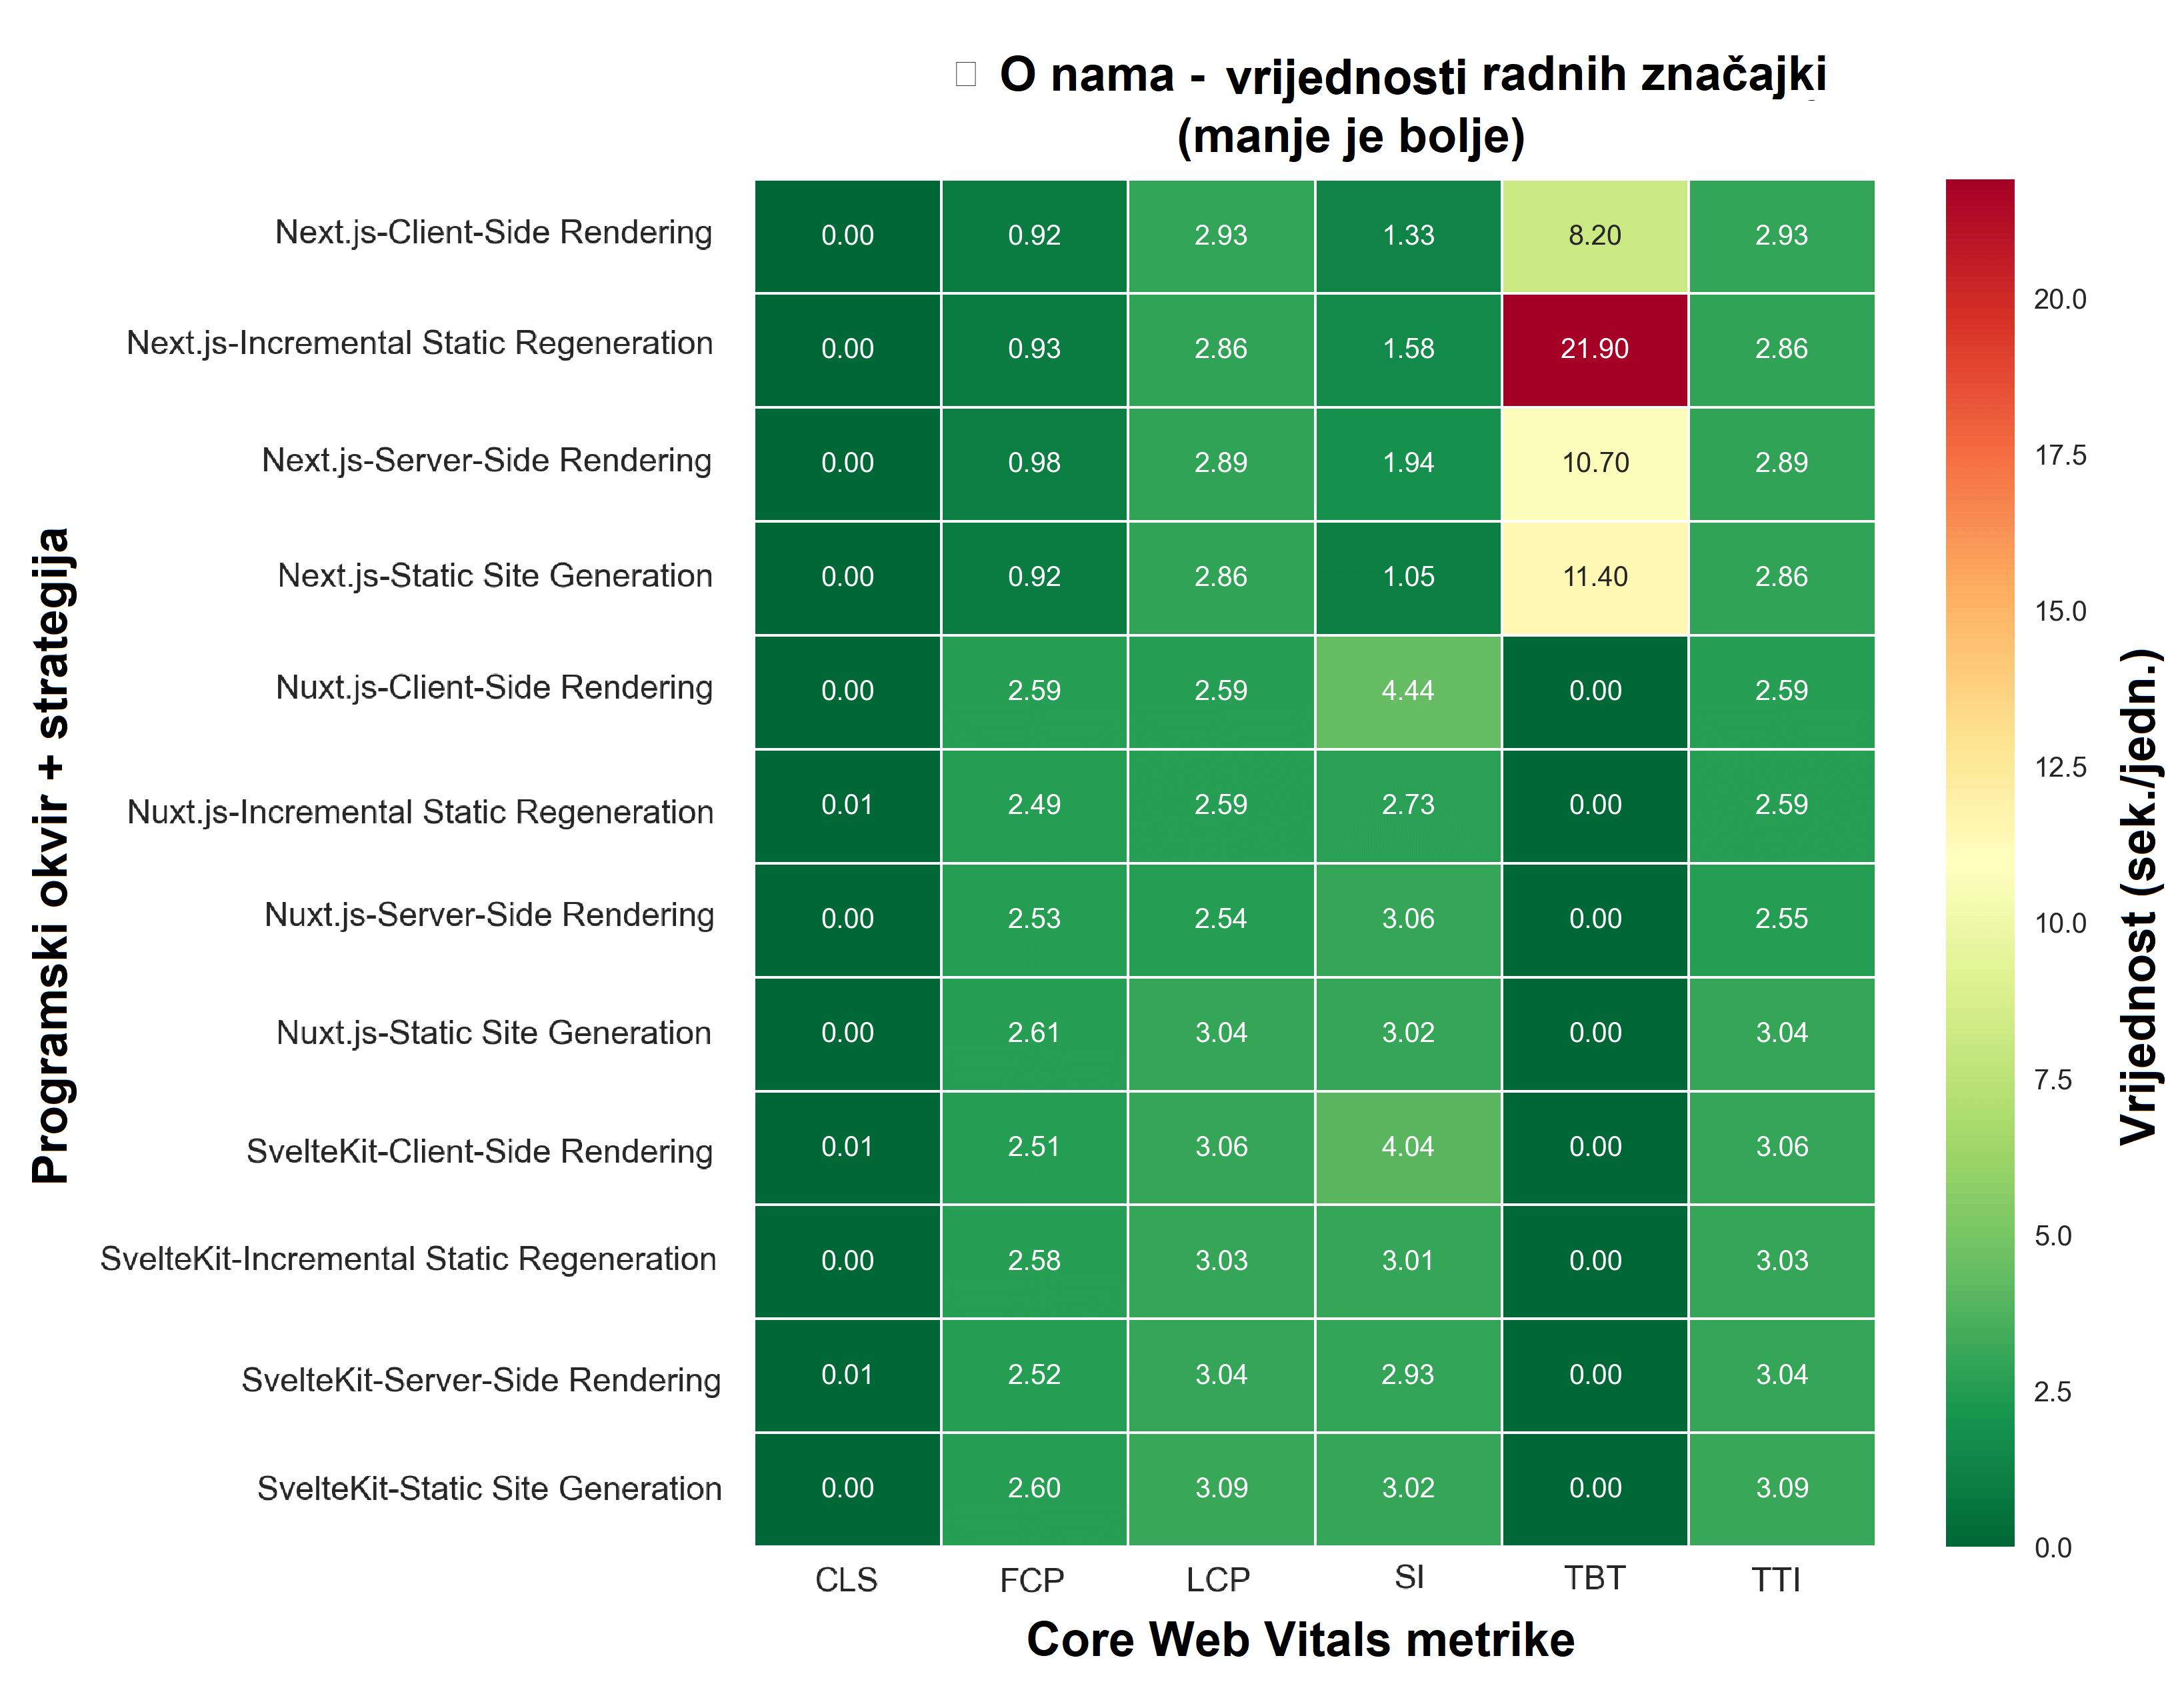 O nama - vrijednosti radnih značajki
(manje je bolje)
Programski okvir + strategija
Next.js-Client-Side Rendering 0.00 0.92 2.93 1.33 8.20 2.93
Next.js-Incremental Static Regeneration 0.00 0.93 2.86 1.58 21.90 2.86
Next.js-Server-Side Rendering 0.00 0.98 2.89 1.94 10.70 2.89
Next.js-Static Site Generation 0.00 0.92 2.86 1.05 11.40 2.86
Nuxt.js-Client-Side Rendering 0.00 2.59 2.59 4.44 0.00 2.59
Nuxt.js-Incremental Static Regeneration 0.01 2.49 2.59 2.73 0.00 2.59
Nuxt.js-Server-Side Rendering 0.00 2.53 2.54 3.06 0.00 2.55
Nuxt.js-Static Site Generation 0.00 2.61 3.04 3.02 0.00 3.04
SvelteKit-Client-Side Rendering 0.01 2.51 3.06 4.04 0.00 3.06
SvelteKit-Incremental Static Regeneration 0.00 2.58 3.03 3.01 0.00 3.03
SvelteKit-Server-Side Rendering 0.01 2.52 3.04 2.93 0.00 3.04
SvelteKit-Static Site Generation 0.00 2.60 3.09 3.02 0.00 3.09
CLS FCP LCP SI TBT TTI
Core Web Vitals metrike
20.0
17.5
15.0
12.5
10.0
7.5
5.0
2.5
0.0
Vrijednost (sek./jedn.)